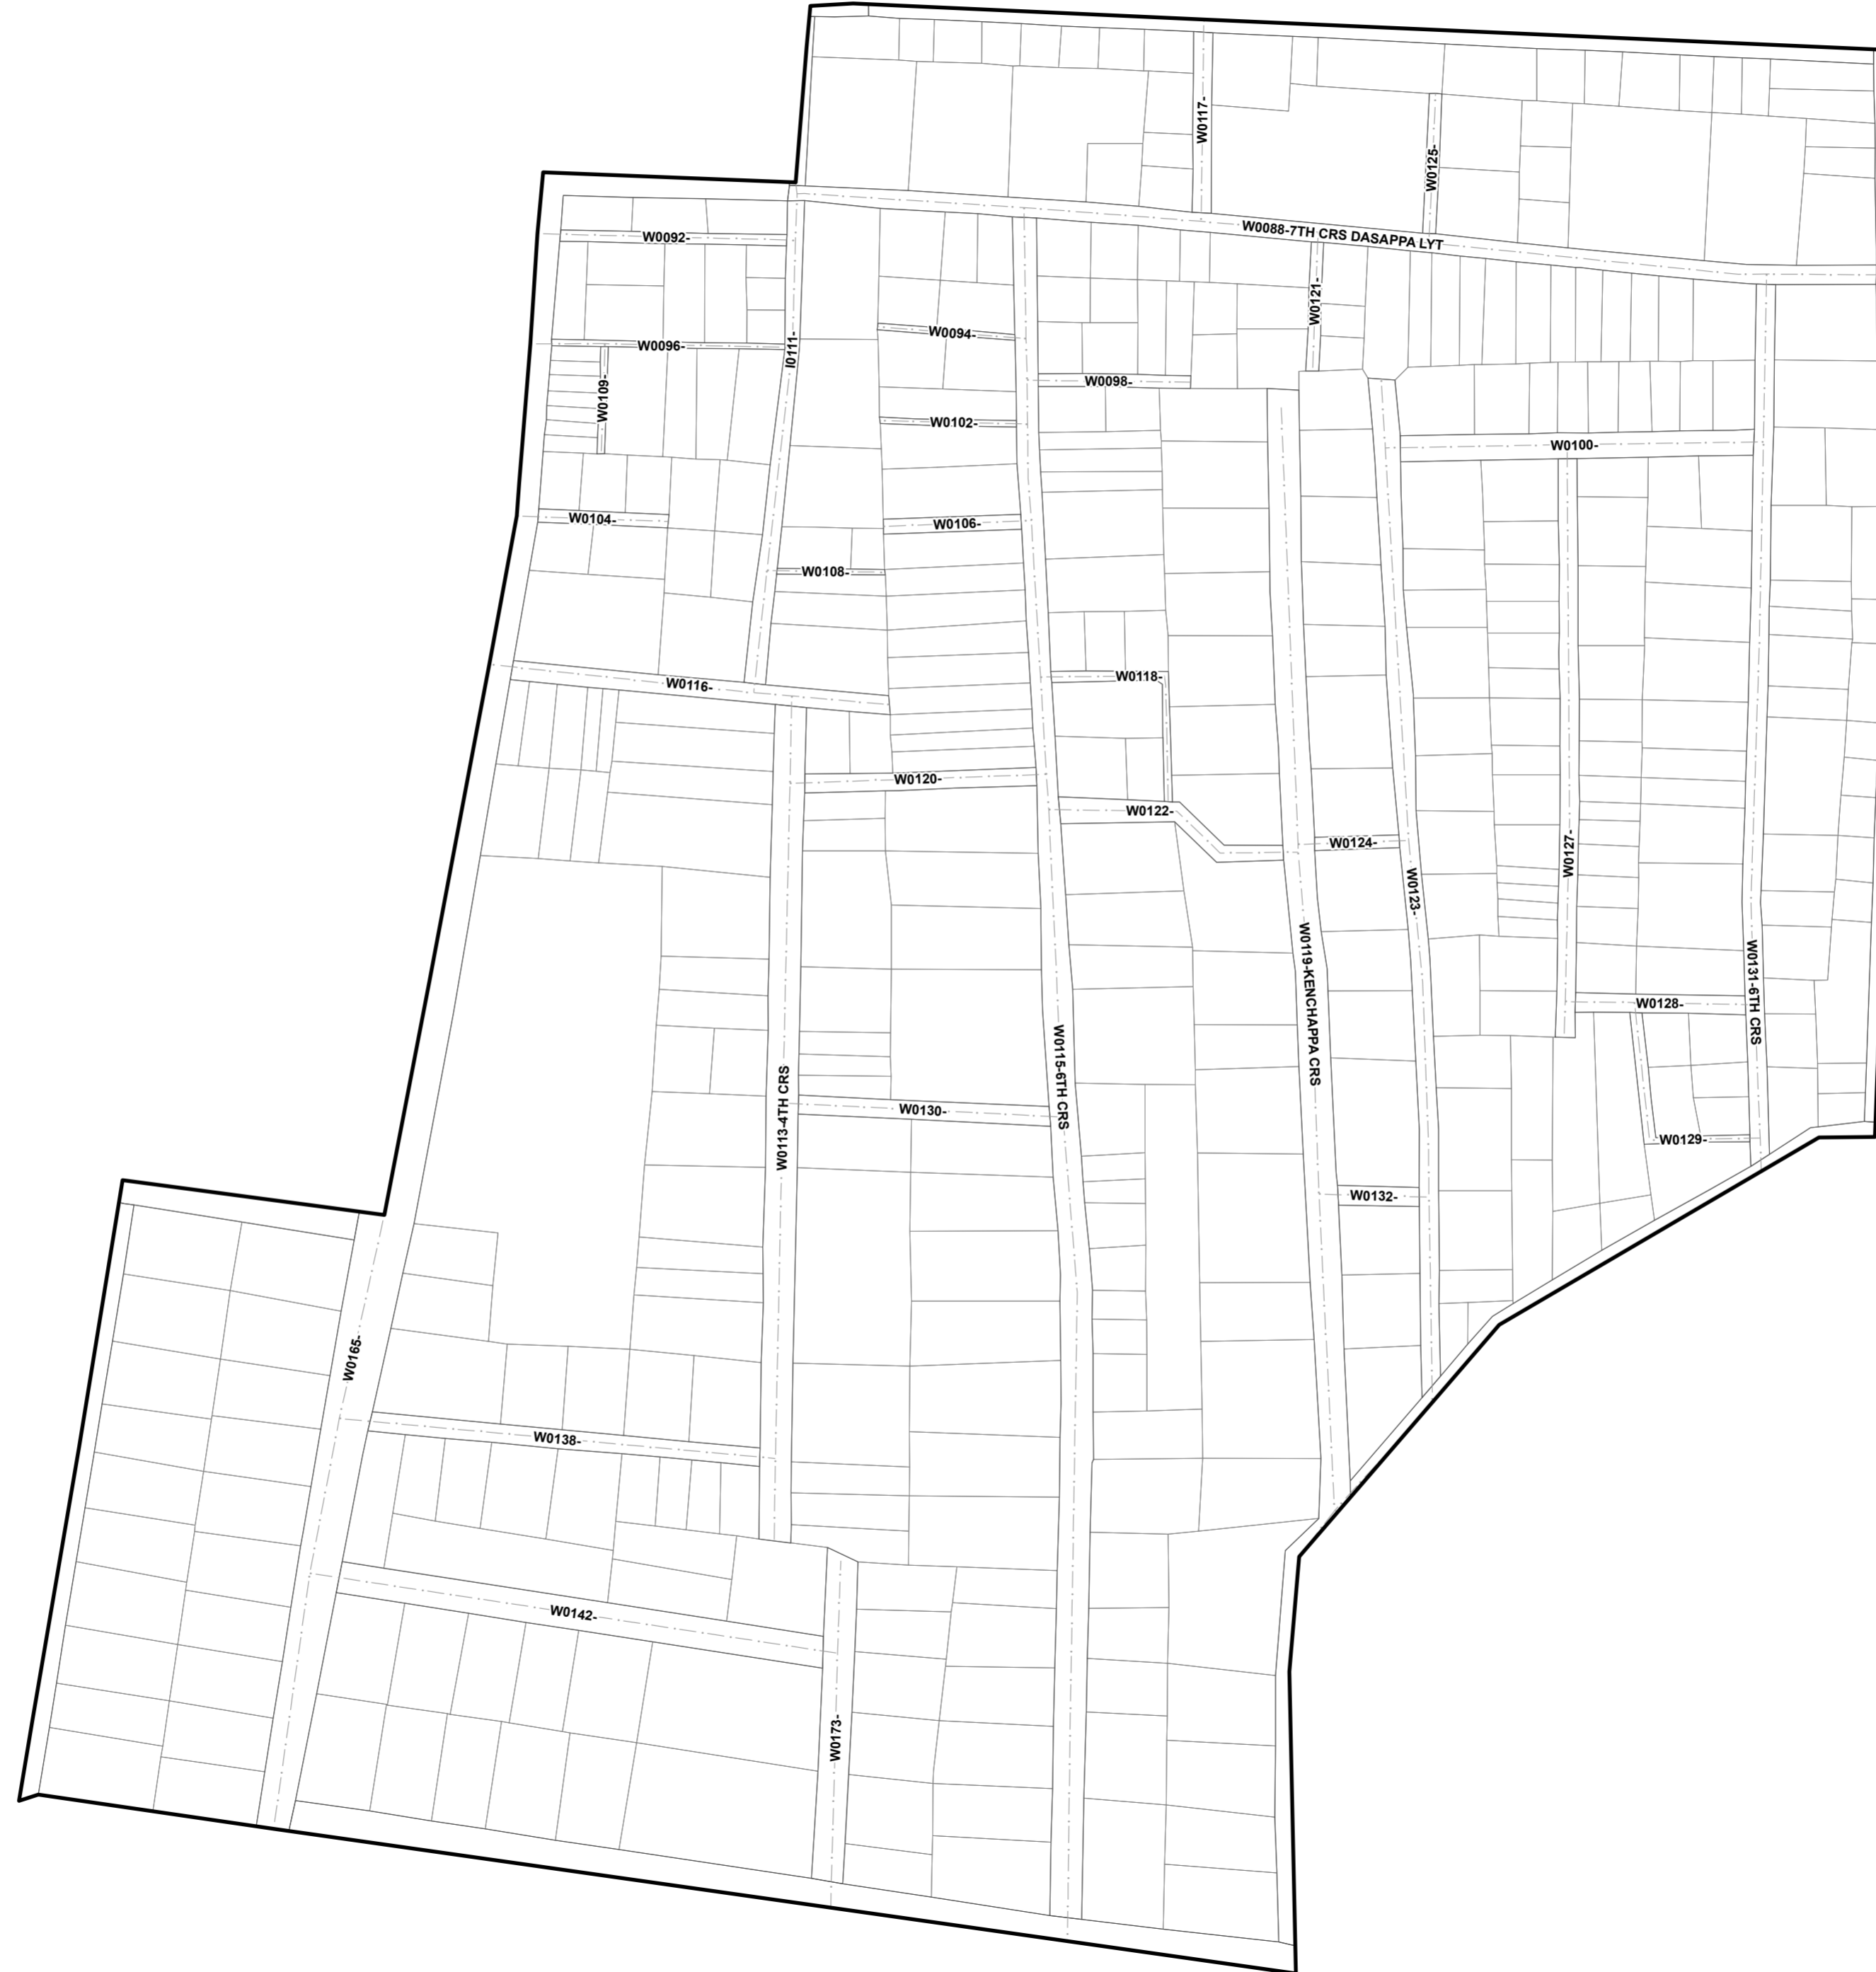 W0117-
W0125-
W0088-7TH CRS DASAPPA LYT
W0092-
W0121-
W0094-
W0096-
I0111-
W0098-
W0109-
W0102-
W0100-
W0104-
W0106-
W0108-
W0118-
W0116-
W0120-
W0122-
W0124-
W0127-
W0123-
W0119-KENCHAPPA CRS
W0131-6TH CRS
W0128-
W0115-6TH CRS
W0113-4TH CRS
W0130-
W0129-
W0132-
W0165-
W0138-
W0142-
W0173-